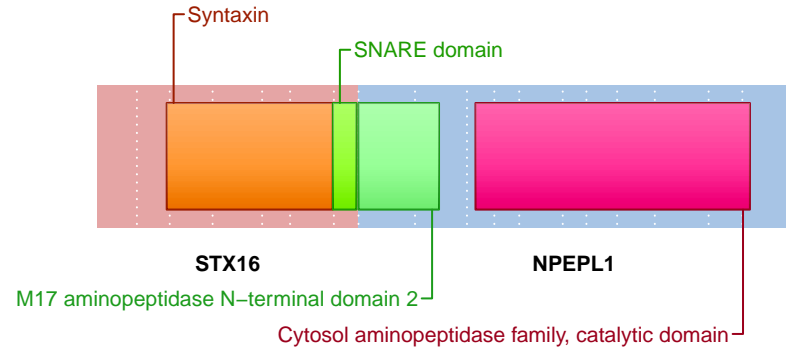 Syntaxin
SNARE domain
STX16
NPEPL1
M17 aminopeptidase N−terminal domain 2
Cytosol aminopeptidase family, catalytic domain